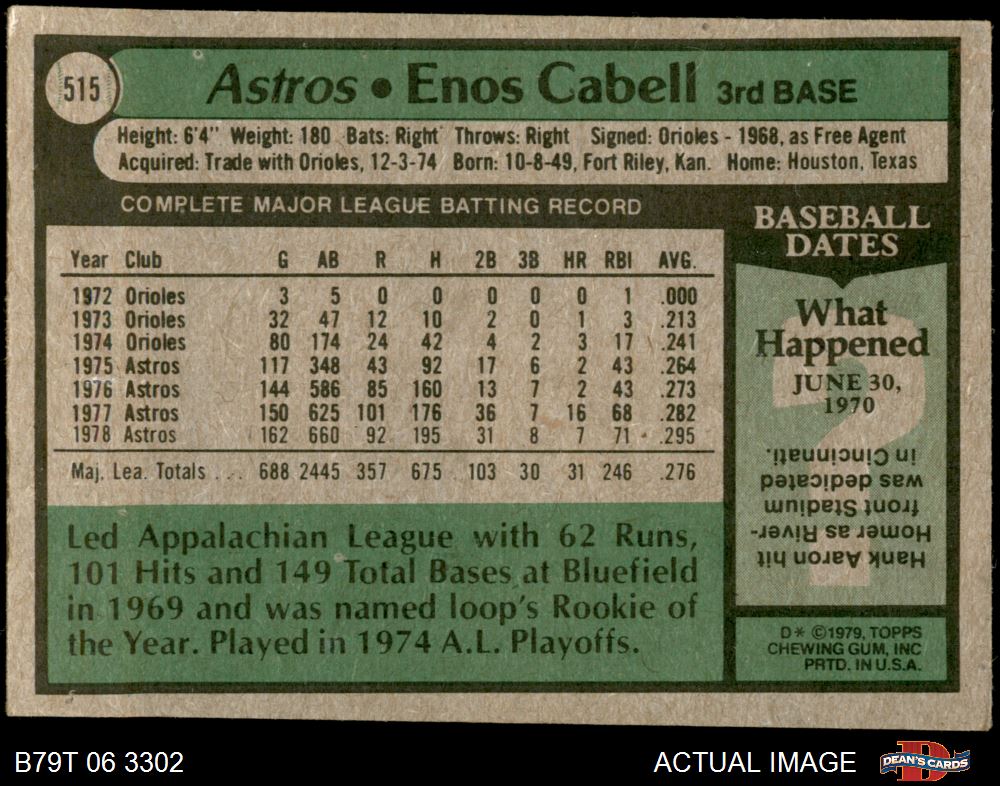 515
Astros • Enos Cabell 3rd BASE
Height: 6'4" Weight: 180 Bats: Right Throws: Right Signed: Orioles - 1968, as Free Agent
Acquired: Trade with Orioles, 12-3-74 Born: 10-8-49, Fort Riley, Kan. Home: Houston, Texas
COMPLETE MAJOR LEAGUE BATTING RECORD
Year Club G AB R H 2B 3B HR RBI AVG.
1972 Orioles 3 5 0 0 0 0 0 1 .000
1973 Orioles 32 47 12 10 2 0 1 3 .213
1974 Orioles 80 174 24 42 4 2 3 17 .241
1975 Astros 117 348 43 92 17 6 2 43 .264
1976 Astros 144 586 85 160 13 7 2 43 .273
1977 Astros 150 625 101 176 36 7 16 68 .282
1978 Astros 162 660 92 195 31 8 7 71 .295
Maj. Lea. Totals ... 688 2445 357 675 103 30 31 246 .276
Led Appalachian League with 62 Runs,
101 Hits and 149 Total Bases at Bluefield
in 1969 and was named loop's Rookie of
the Year. Played in 1974 A.L. Playoffs.
BASEBALL
DATES
What
Happened
JUNE 30,
1970
?
Hank Aaron hit
Homer as River-
front Stadium
was dedicated
in Cincinnati.
D* ©1979, TOPPS
CHEWING GUM, INC
PRTD. IN U.S.A.
B79T 06 3302
ACTUAL IMAGE
D
DEAN'S CARDS